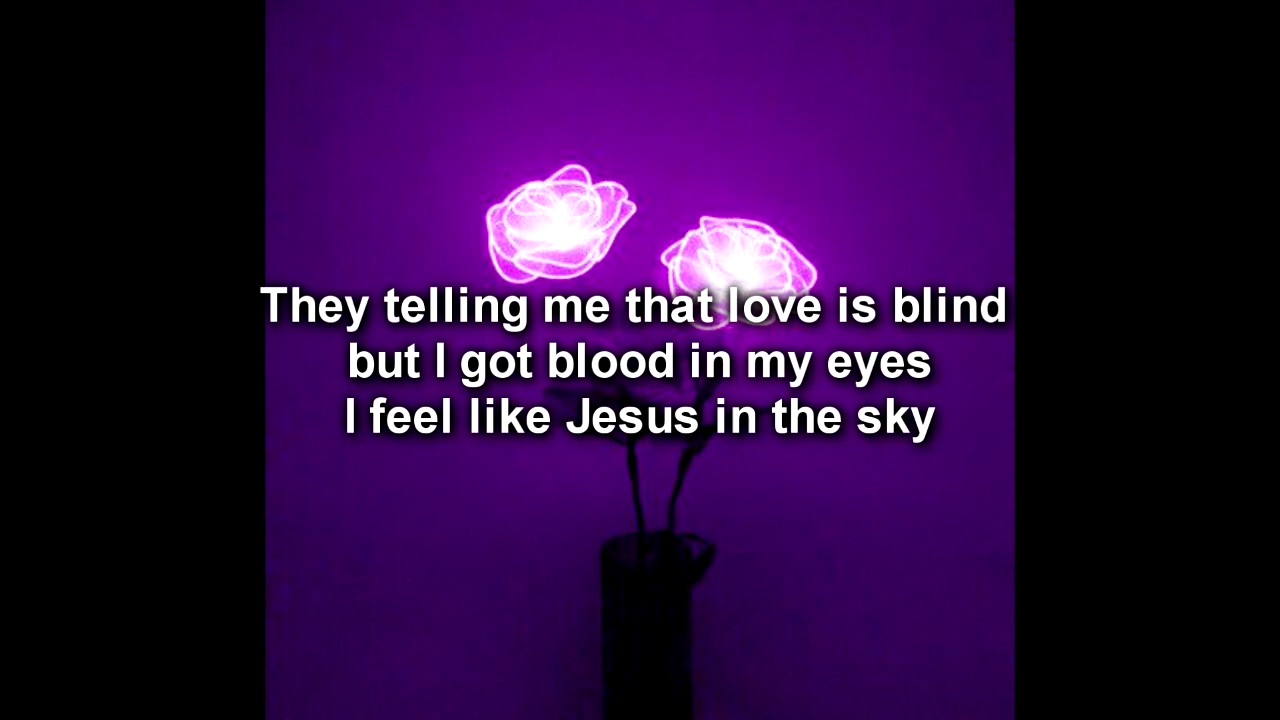 They telling me that love is blind
but I got blood in my eyes
I feel like Jesus in the sky